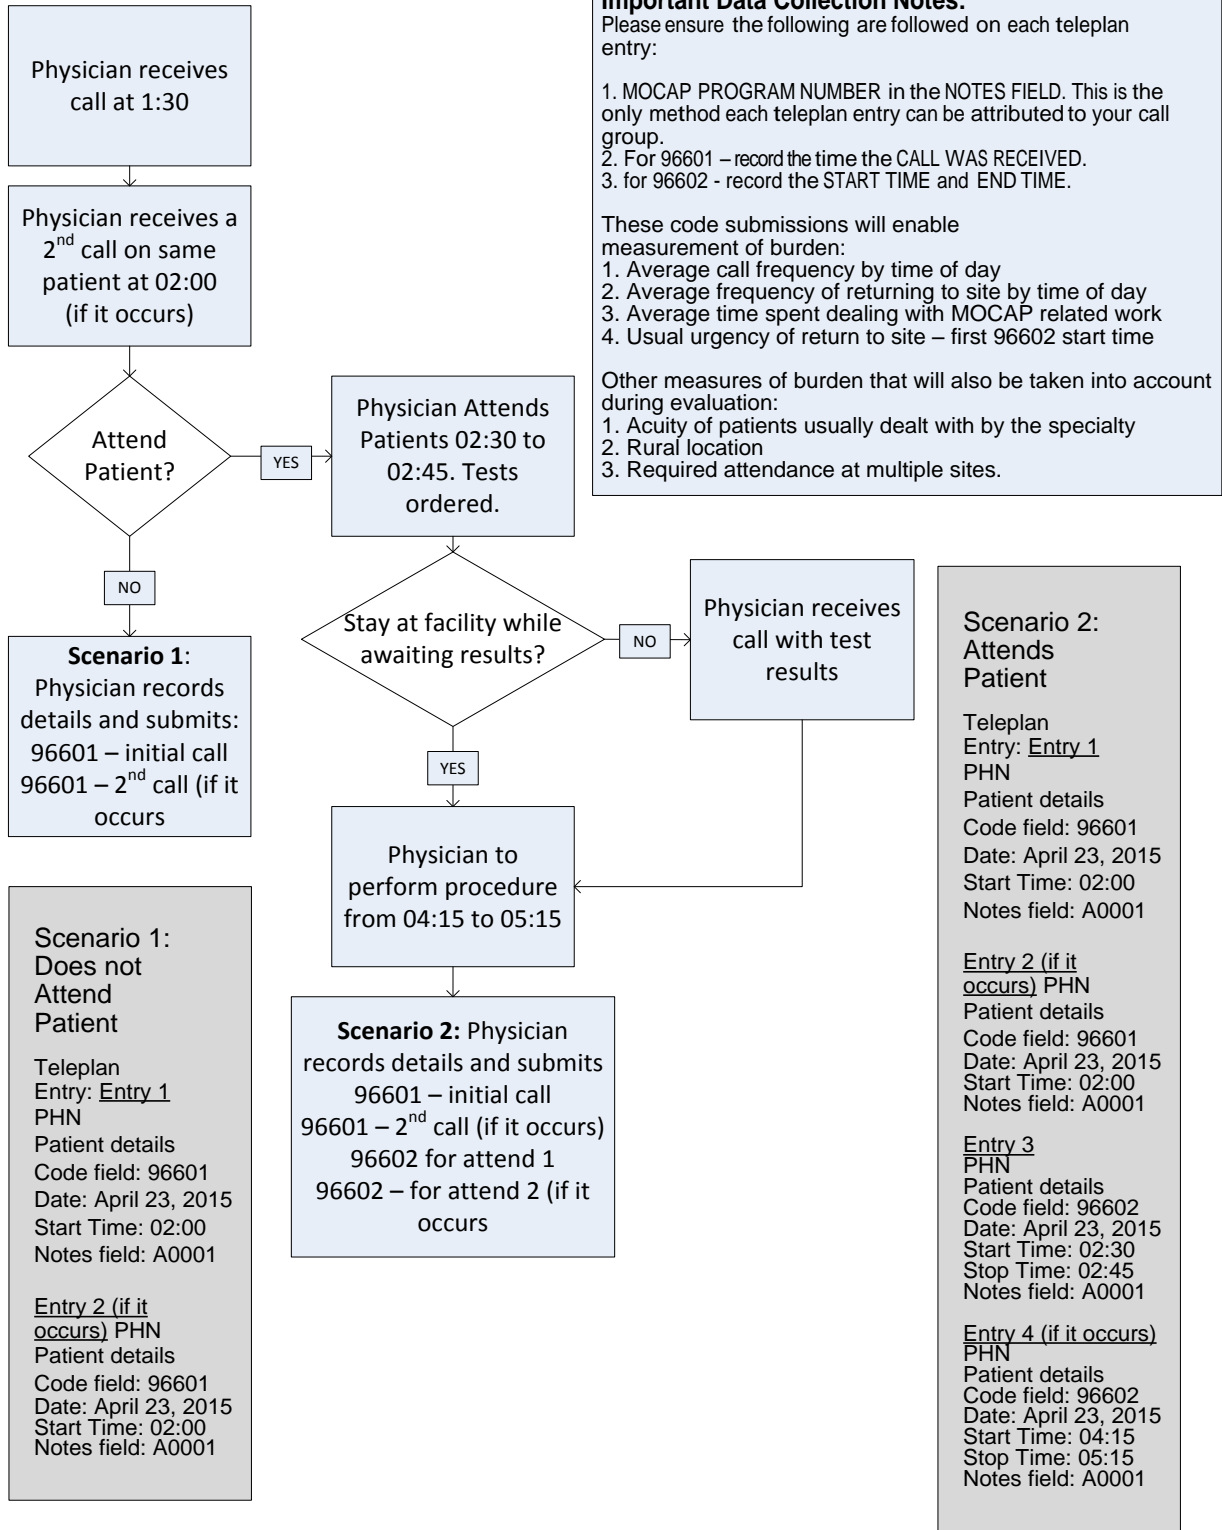 Physician receives
call at 1:30
Physician receives a
2nd call on same
patient at 02:00
(if it occurs)
Attend
Patient?
YES
NO
Physician Attends
Patients 02:30 to
02:45. Tests
ordered.
Stay at facility while
awaiting results?
NO
YES
Physician receives
call with test
results
Physician to
perform procedure
from 04:15 to 05:15
Scenario 1:
Physician records
details and submits:
96601 – initial call
96601 – 2nd call (if it
occurs
Scenario 2: Physician
records details and submits
96601 – initial call
96601 – 2nd call (if it occurs)
96602 for attend 1
96602 – for attend 2 (if it
occurs
Important Data Collection Notes:
Please ensure the following are followed on each teleplan
entry:
1. MOCAP PROGRAM NUMBER in the NOTES FIELD. This is the
only method each teleplan entry can be attributed to your call
group.
2. For 96601 – record the time the CALL WAS RECEIVED.
3. for 96602 - record the START TIME and END TIME.
These code submissions will enable
measurement of burden:
1. Average call frequency by time of day
2. Average frequency of returning to site by time of day
3. Average time spent dealing with MOCAP related work
4. Usual urgency of return to site – first 96602 start time
Other measures of burden that will also be taken into account
during evaluation:
1. Acuity of patients usually dealt with by the specialty
2. Rural location
3. Required attendance at multiple sites.
Scenario 1:
Does not
Attend
Patient
Teleplan
Entry: Entry 1
PHN
Patient details
Code field: 96601
Date: April 23, 2015
Start Time: 02:00
Notes field: A0001
Entry 2 (if it
occurs) PHN
Patient details
Code field: 96601
Date: April 23, 2015
Start Time: 02:00
Notes field: A0001
Scenario 2:
Attends
Patient
Teleplan
Entry: Entry 1
PHN
Patient details
Code field: 96601
Date: April 23, 2015
Start Time: 02:00
Notes field: A0001
Entry 2 (if it
occurs) PHN
Patient details
Code field: 96601
Date: April 23, 2015
Start Time: 02:00
Notes field: A0001
Entry 3
PHN
Patient details
Code field: 96602
Date: April 23, 2015
Start Time: 02:30
Stop Time: 02:45
Notes field: A0001
Entry 4 (if it occurs)
PHN
Patient details
Code field: 96602
Date: April 23, 2015
Start Time: 04:15
Stop Time: 05:15
Notes field: A0001